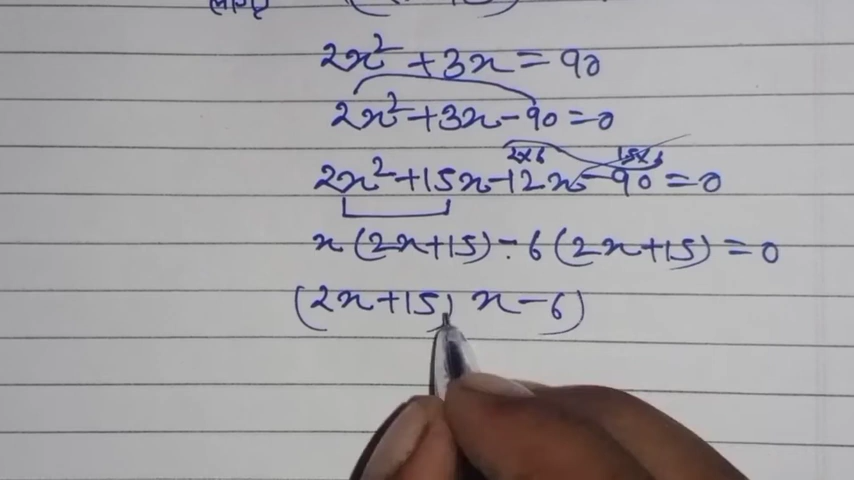 2x² + 3x = 90
2x² + 3x - 90 = 0
2×6 15×6
2x² + 15x - 12x - 90 = 0
x (2x + 15) - 6 (2x + 15) = 0
(2x + 15) x - 6)